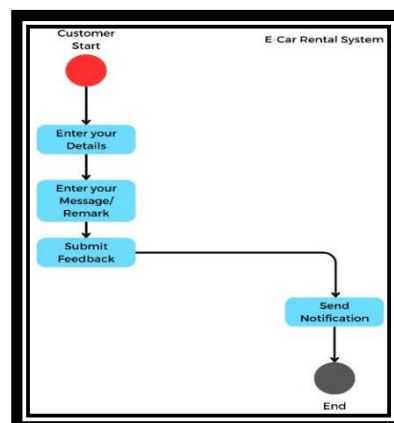 Customer
Start
E-Car Rental System
Enter your
Details
Enter your
Message/
Remark
Submit
Feedback
Send
Notification
End